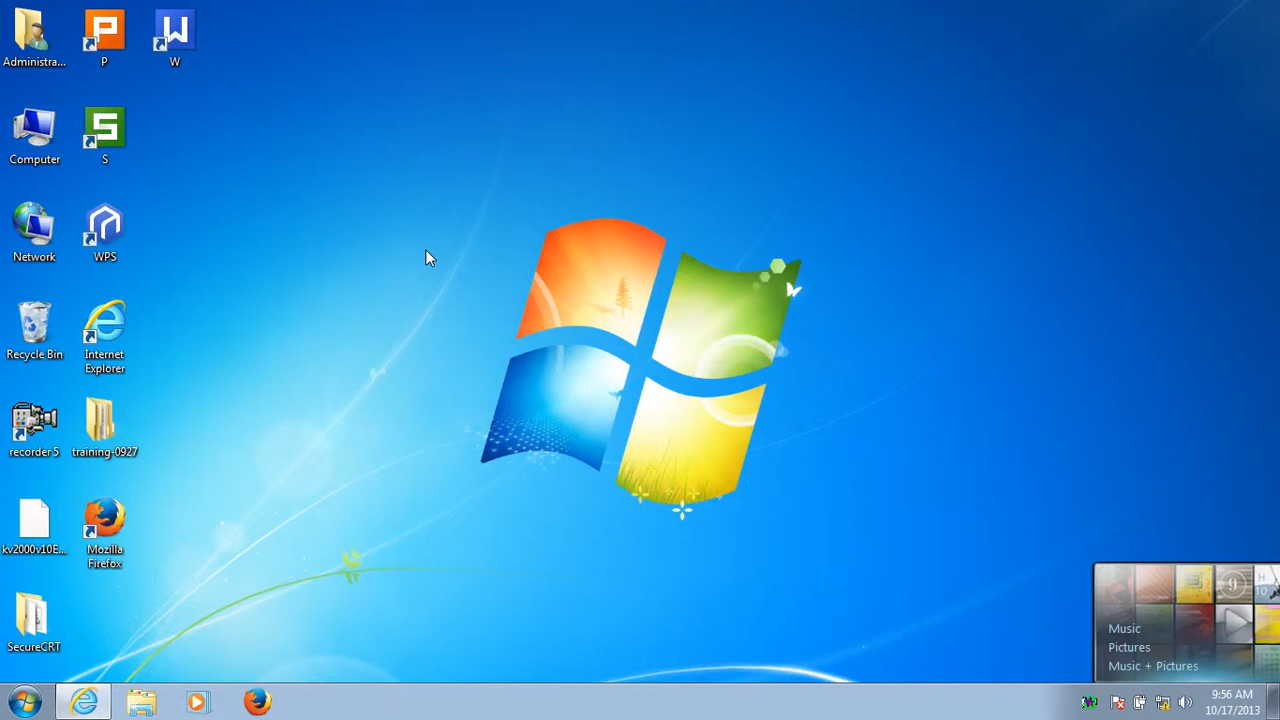 Administra...
P
W
Computer
S
Network
WPS
Recycle Bin
Internet
Explorer
recorder 5
training-0927
kv2000v10E...
Mozilla
Firefox
SecureCRT
Music
Pictures
Music + Pictures
9:56 AM
10/17/2013